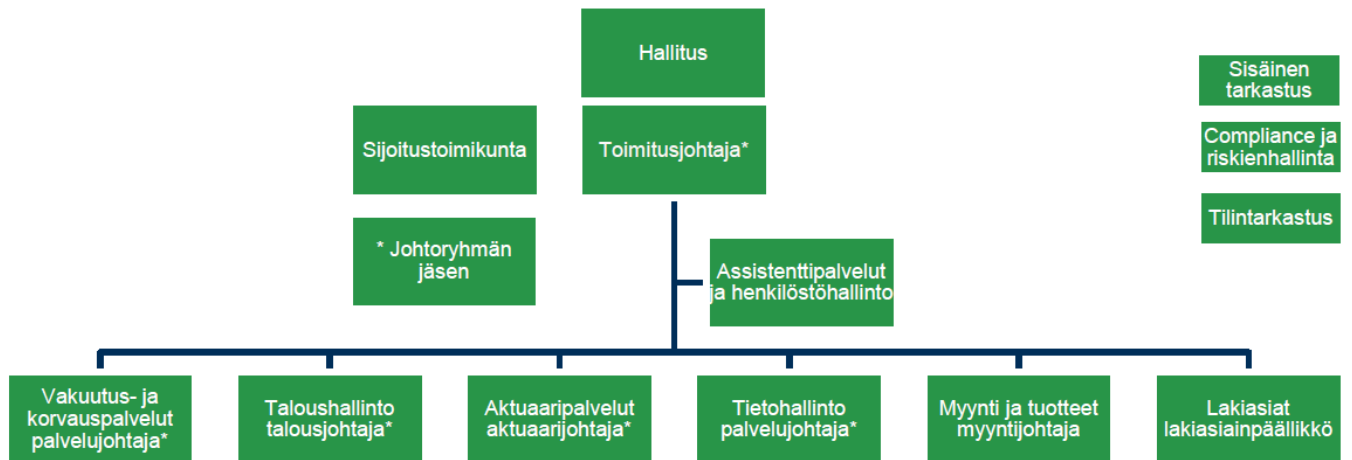 Hallitus
Sisäinen
tarkastus
Sijoitustoimikunta
Toimitusjohtaja*
Compliance ja
riskienhallinta
Tilintarkastus
* Johtoryhmän
jäsen
Assistenttipalvelut
ja henkilöstöhallinto
Vakuutus- ja
korvauspalvelut
palvelujohtaja*
Taloushallinto
talousjohtaja*
Aktuaaripalvelut
aktuaarijohtaja*
Tietohallinto
palvelujohtaja*
Myynti ja tuotteet
myyntijohtaja
Lakiasiat
lakiasiainpäällikkö